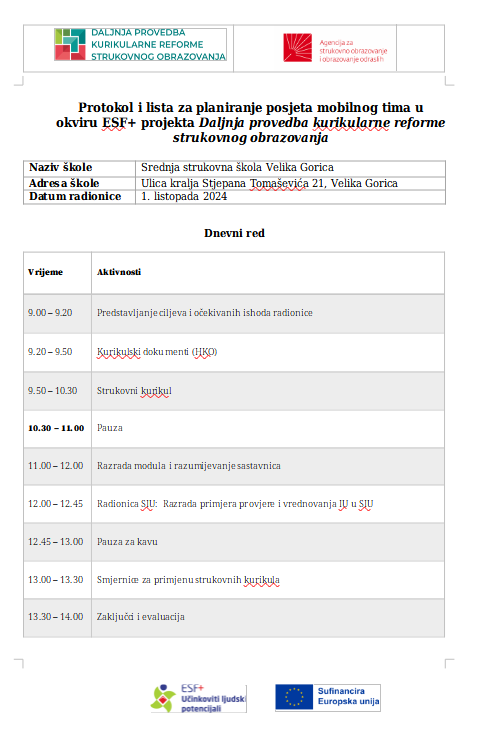 DALJNJA PROVEDBA
KURIKULARNE REFORME
STRUKOVNOG OBRAZOVANJA
Agencija za
strukovno obrazovanje
i obrazovanje odraslih
Protokol i lista za planiranje posjeta mobilnog tima u
okviru ESF+ projekta Daljnja provedba kurikularne reforme
strukovnog obrazovanja
Naziv škole Srednja strukovna škola Velika Gorica
Adresa škole Ulica kralja Stjepana Tomaševića 21, Velika Gorica
Datum radionice 1. listopada 2024
Dnevni red
Vrijeme Aktivnosti
9.00 – 9.20 Predstavljanje ciljeva i očekivanih ishoda radionice
9.20 – 9.50 Kurikulski dokumenti (HKO)
9.50 – 10.30 Strukovni kurikul
10.30 – 11.00 Pauza
11.00 – 12.00 Razrada modula i razumijevanje sastavnica
12.00 – 12.45 Radionica SJU: Razrada primjera provjere i vrednovanja IU u SJU
12.45 – 13.00 Pauza za kavu
13.00 – 13.30 Smjernice za primjenu strukovnih kurikula
13.30 – 14.00 Zaključci i evaluacija
ESF+
Učinkoviti ljudski
potencijali
Sufinancira
Europska unija